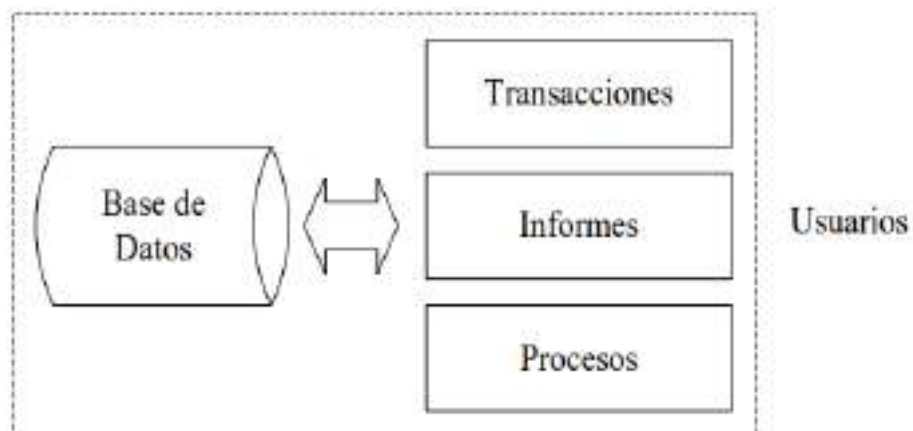 Transacciones
Base de
Datos
Informes
Usuarios
Procesos